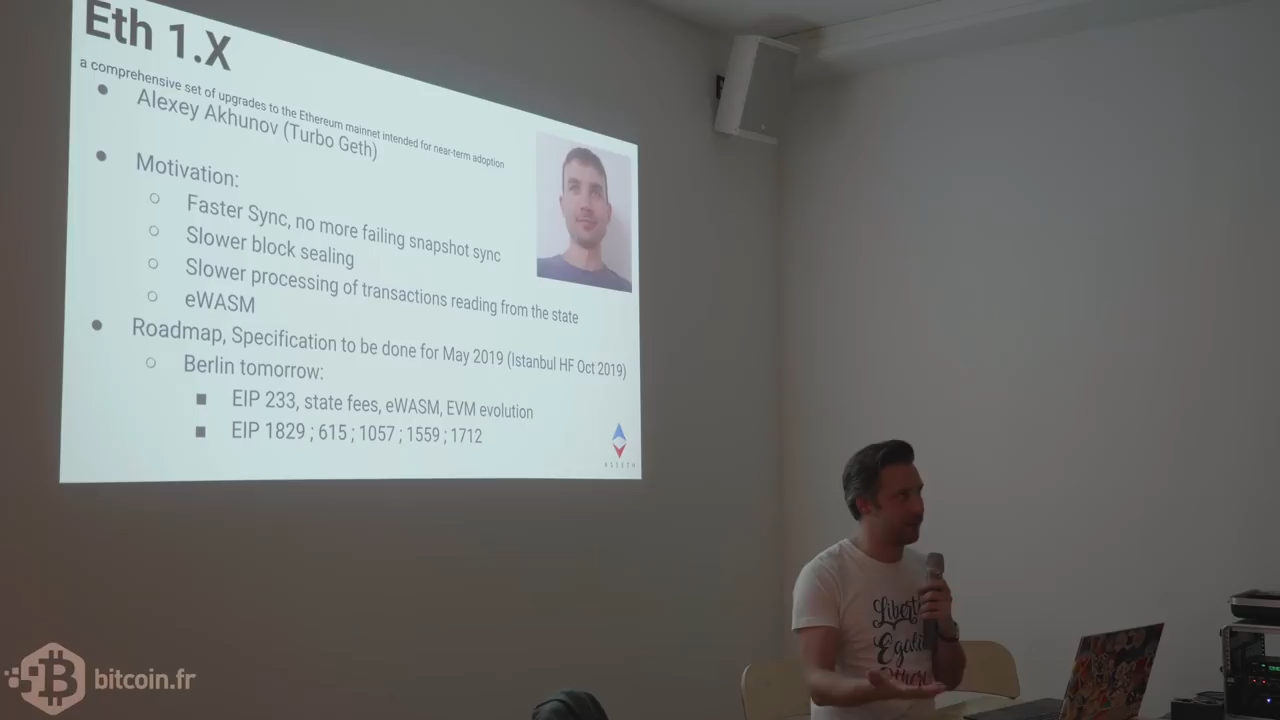 Eth 1.X
a comprehensive set of upgrades to the Ethereum mainnet intended for near-term adoption
● Alexey Akhunov (Turbo Geth)
● Motivation:
○ Faster Sync, no more failing snapshot sync
○ Slower block sealing
○ Slower processing of transactions reading from the state
○ eWASM
● Roadmap, Specification to be done for May 2019 (Istanbul HF Oct 2019)
○ Berlin tomorrow:
■ EIP 233, state fees, eWASM, EVM evolution
■ EIP 1829 ; 615 ; 1057 ; 1559 ; 1712
ASSETH
Libert
Egali
bitcoin.fr